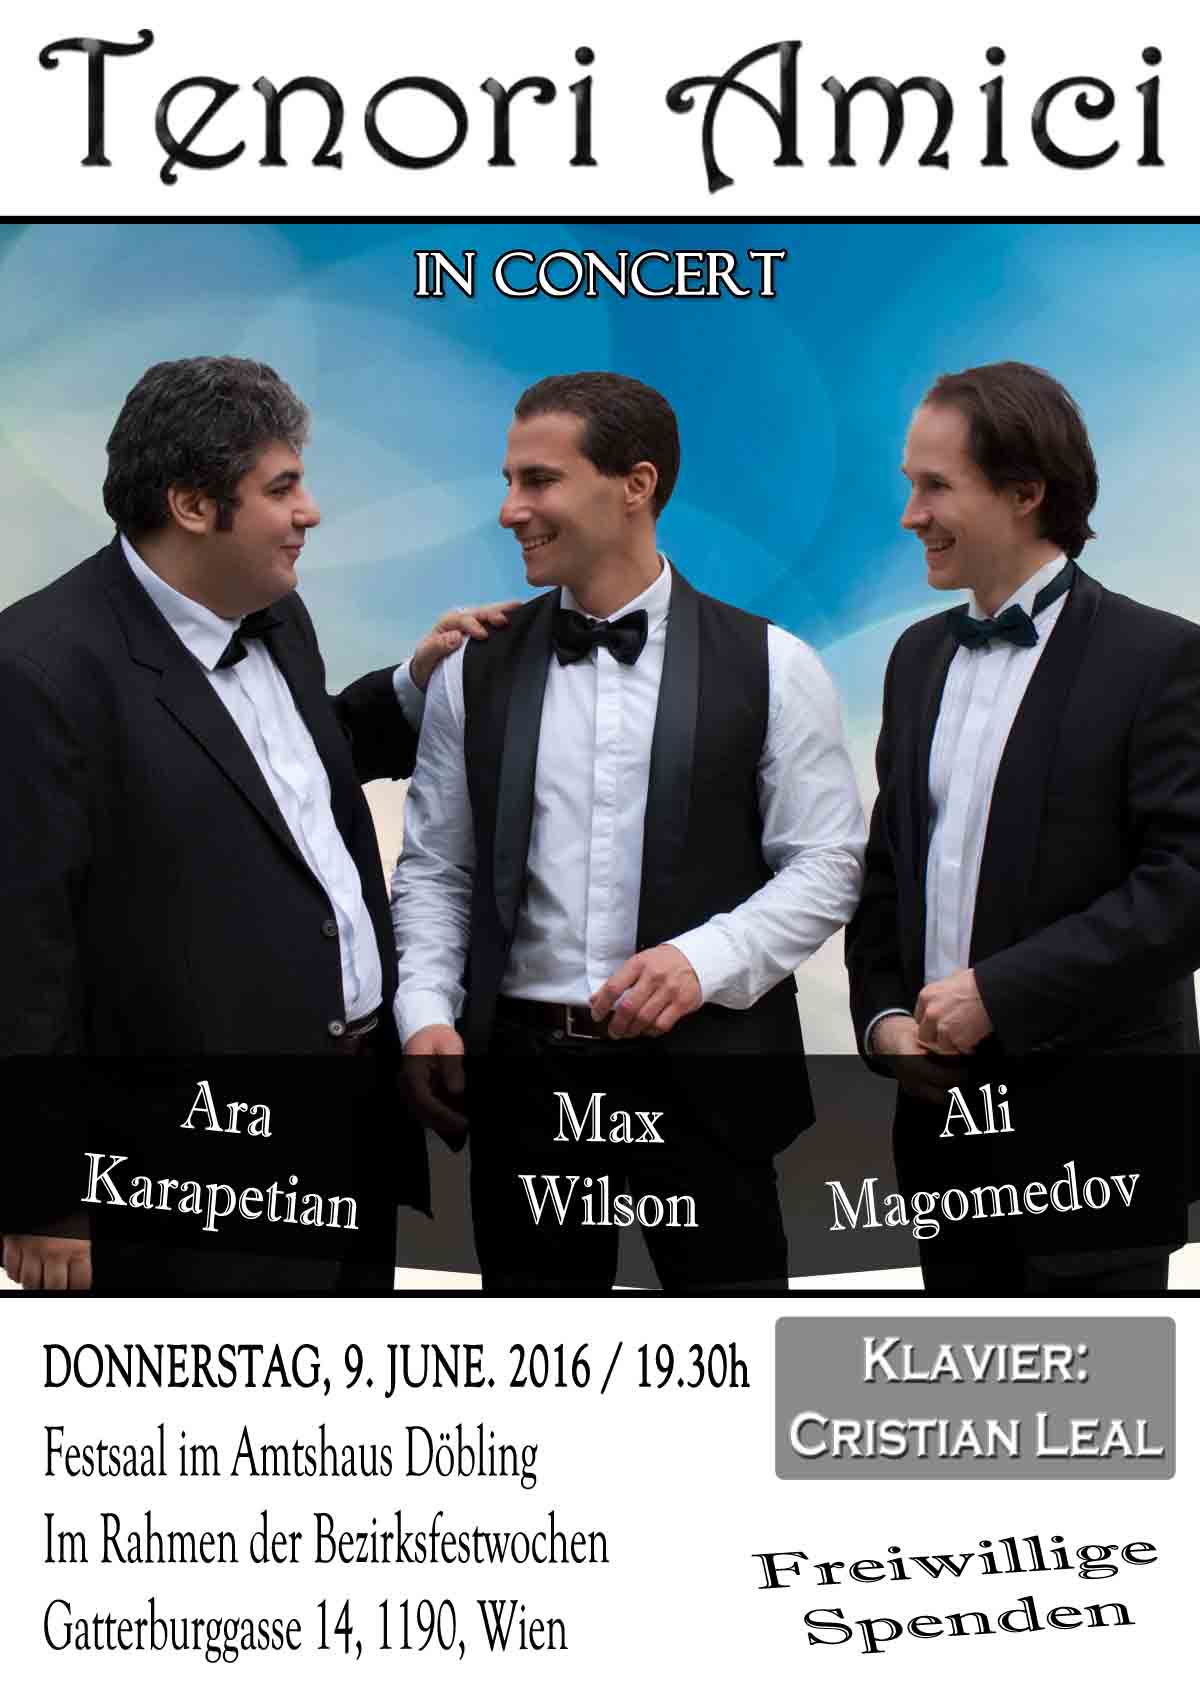 Tenori Amici
IN CONCERT
Ara
Karapetian
Max
Wilson
Ali
Magomedov
DONNERSTAG, 9. JUNE. 2016 / 19.30h
Festsaal im Amtshaus Döbling
Im Rahmen der Bezirksfestwochen
Gatterburggasse 14, 1190, Wien
KLAVIER:
CRISTIAN LEAL
Freiwillige
Spenden